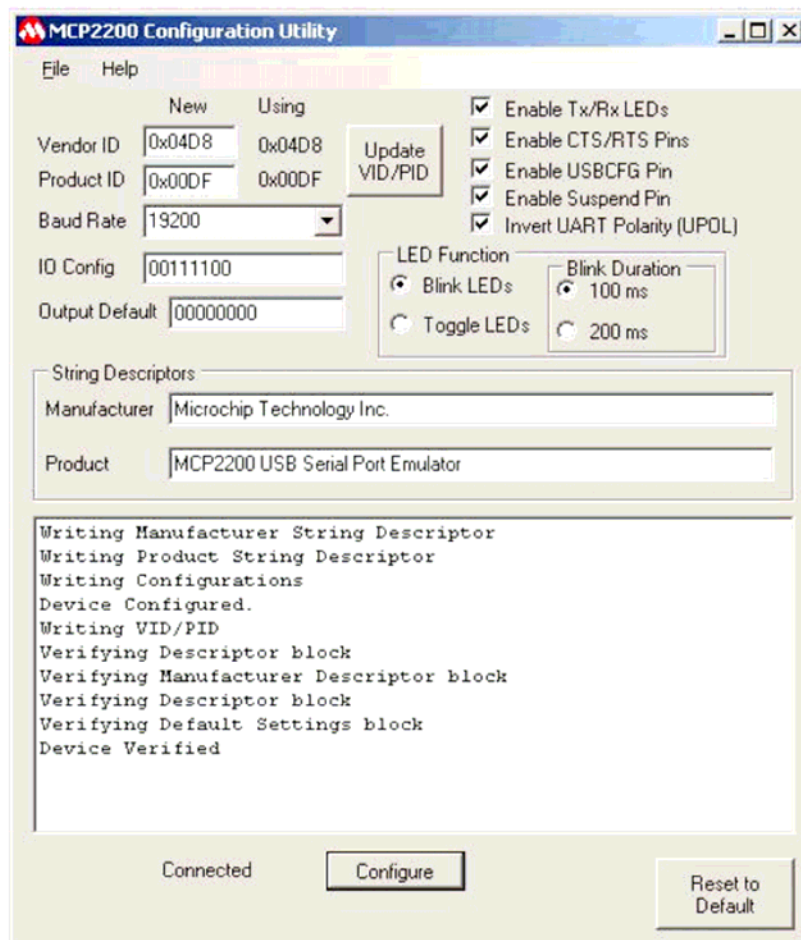 MCP2200 Configuration Utility
File Help
New Using
Vendor ID 0x04D8 0x04D8
Product ID 0x00DF 0x00DF
Update
VID/PID
Baud Rate 19200
IO Config 00111100
Output Default 00000000
Enable Tx/Rx LEDs
Enable CTS/RTS Pins
Enable USBCFG Pin
Enable Suspend Pin
Invert UART Polarity (UPOL)
LED Function
Blink LEDs
Toggle LEDs
Blink Duration
100 ms
200 ms
String Descriptors
Manufacturer Microchip Technology Inc.
Product MCP2200 USB Serial Port Emulator
Writing Manufacturer String Descriptor
Writing Product String Descriptor
Writing Configurations
Device Configured.
Writing VID/PID
Verifying Descriptor block
Verifying Manufacturer Descriptor block
Verifying Descriptor block
Verifying Default Settings block
Device Verified
Connected
Configure
Reset to
Default